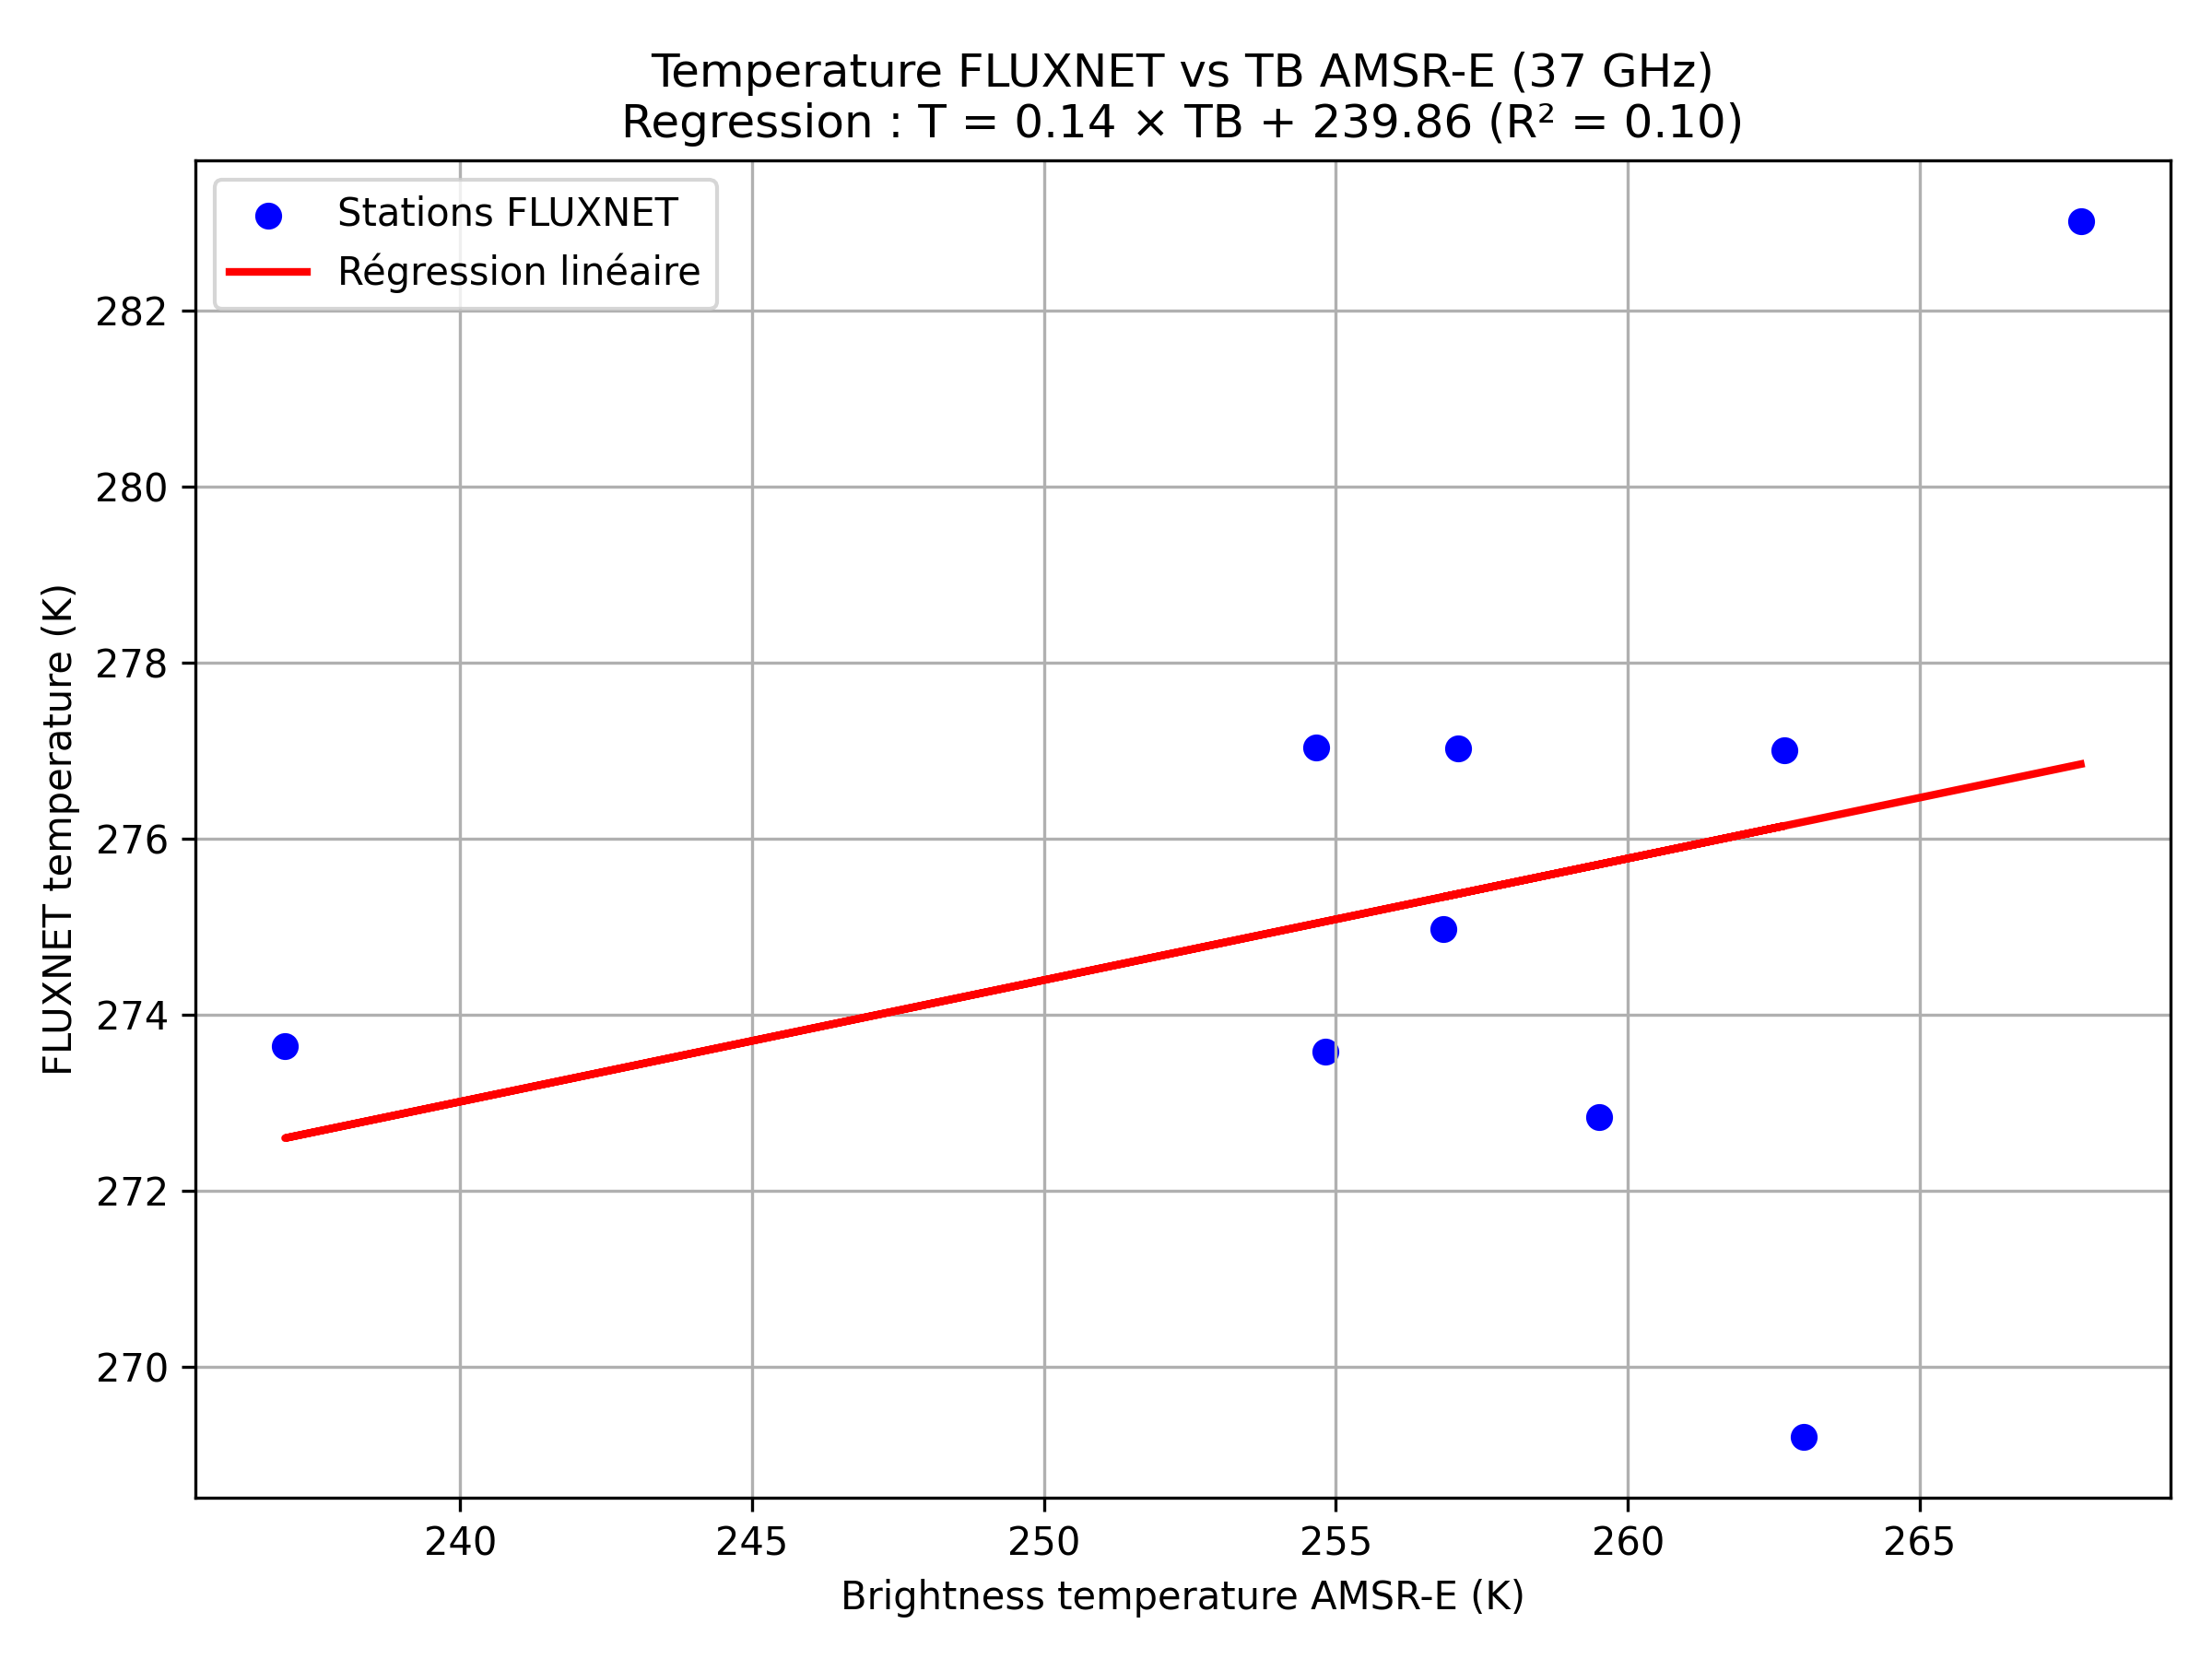 Temperature FLUXNET vs TB AMSR-E (37 GHz)
Regression : T = 0.14 × TB + 239.86 (R² = 0.10)
Stations FLUXNET
Régression linéaire
282
280
278
276
274
272
270
FLUXNET temperature (K)
240 245 250 255 260 265
Brightness temperature AMSR-E (K)